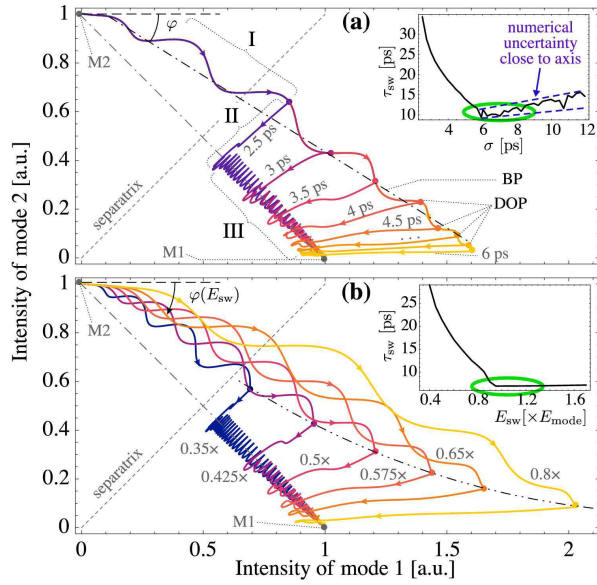 (a)
I
φ
M2
II
III
separatrix
M1
2.5 ps
3 ps
3.5 ps
4 ps
4.5 ps
...
6 ps
BP
DOP
numerical
uncertainty
close to axis
τsw [ps]
30
25
20
15
10
4 6 8 10 12
σ [ps]
Intensity of mode 2 [a.u.]
1
0.8
0.6
0.4
0.2
0
(b)
φ(Esw)
M2
separatrix
M1
0.35×
0.425×
0.5×
0.575×
0.65×
0.8×
τsw [ps]
25
20
15
10
0.4 0.8 1.2 1.6
Esw[×Emode]
1
0.8
0.6
0.4
0.2
0
0 0.5 1 1.5 2
Intensity of mode 1 [a.u.]